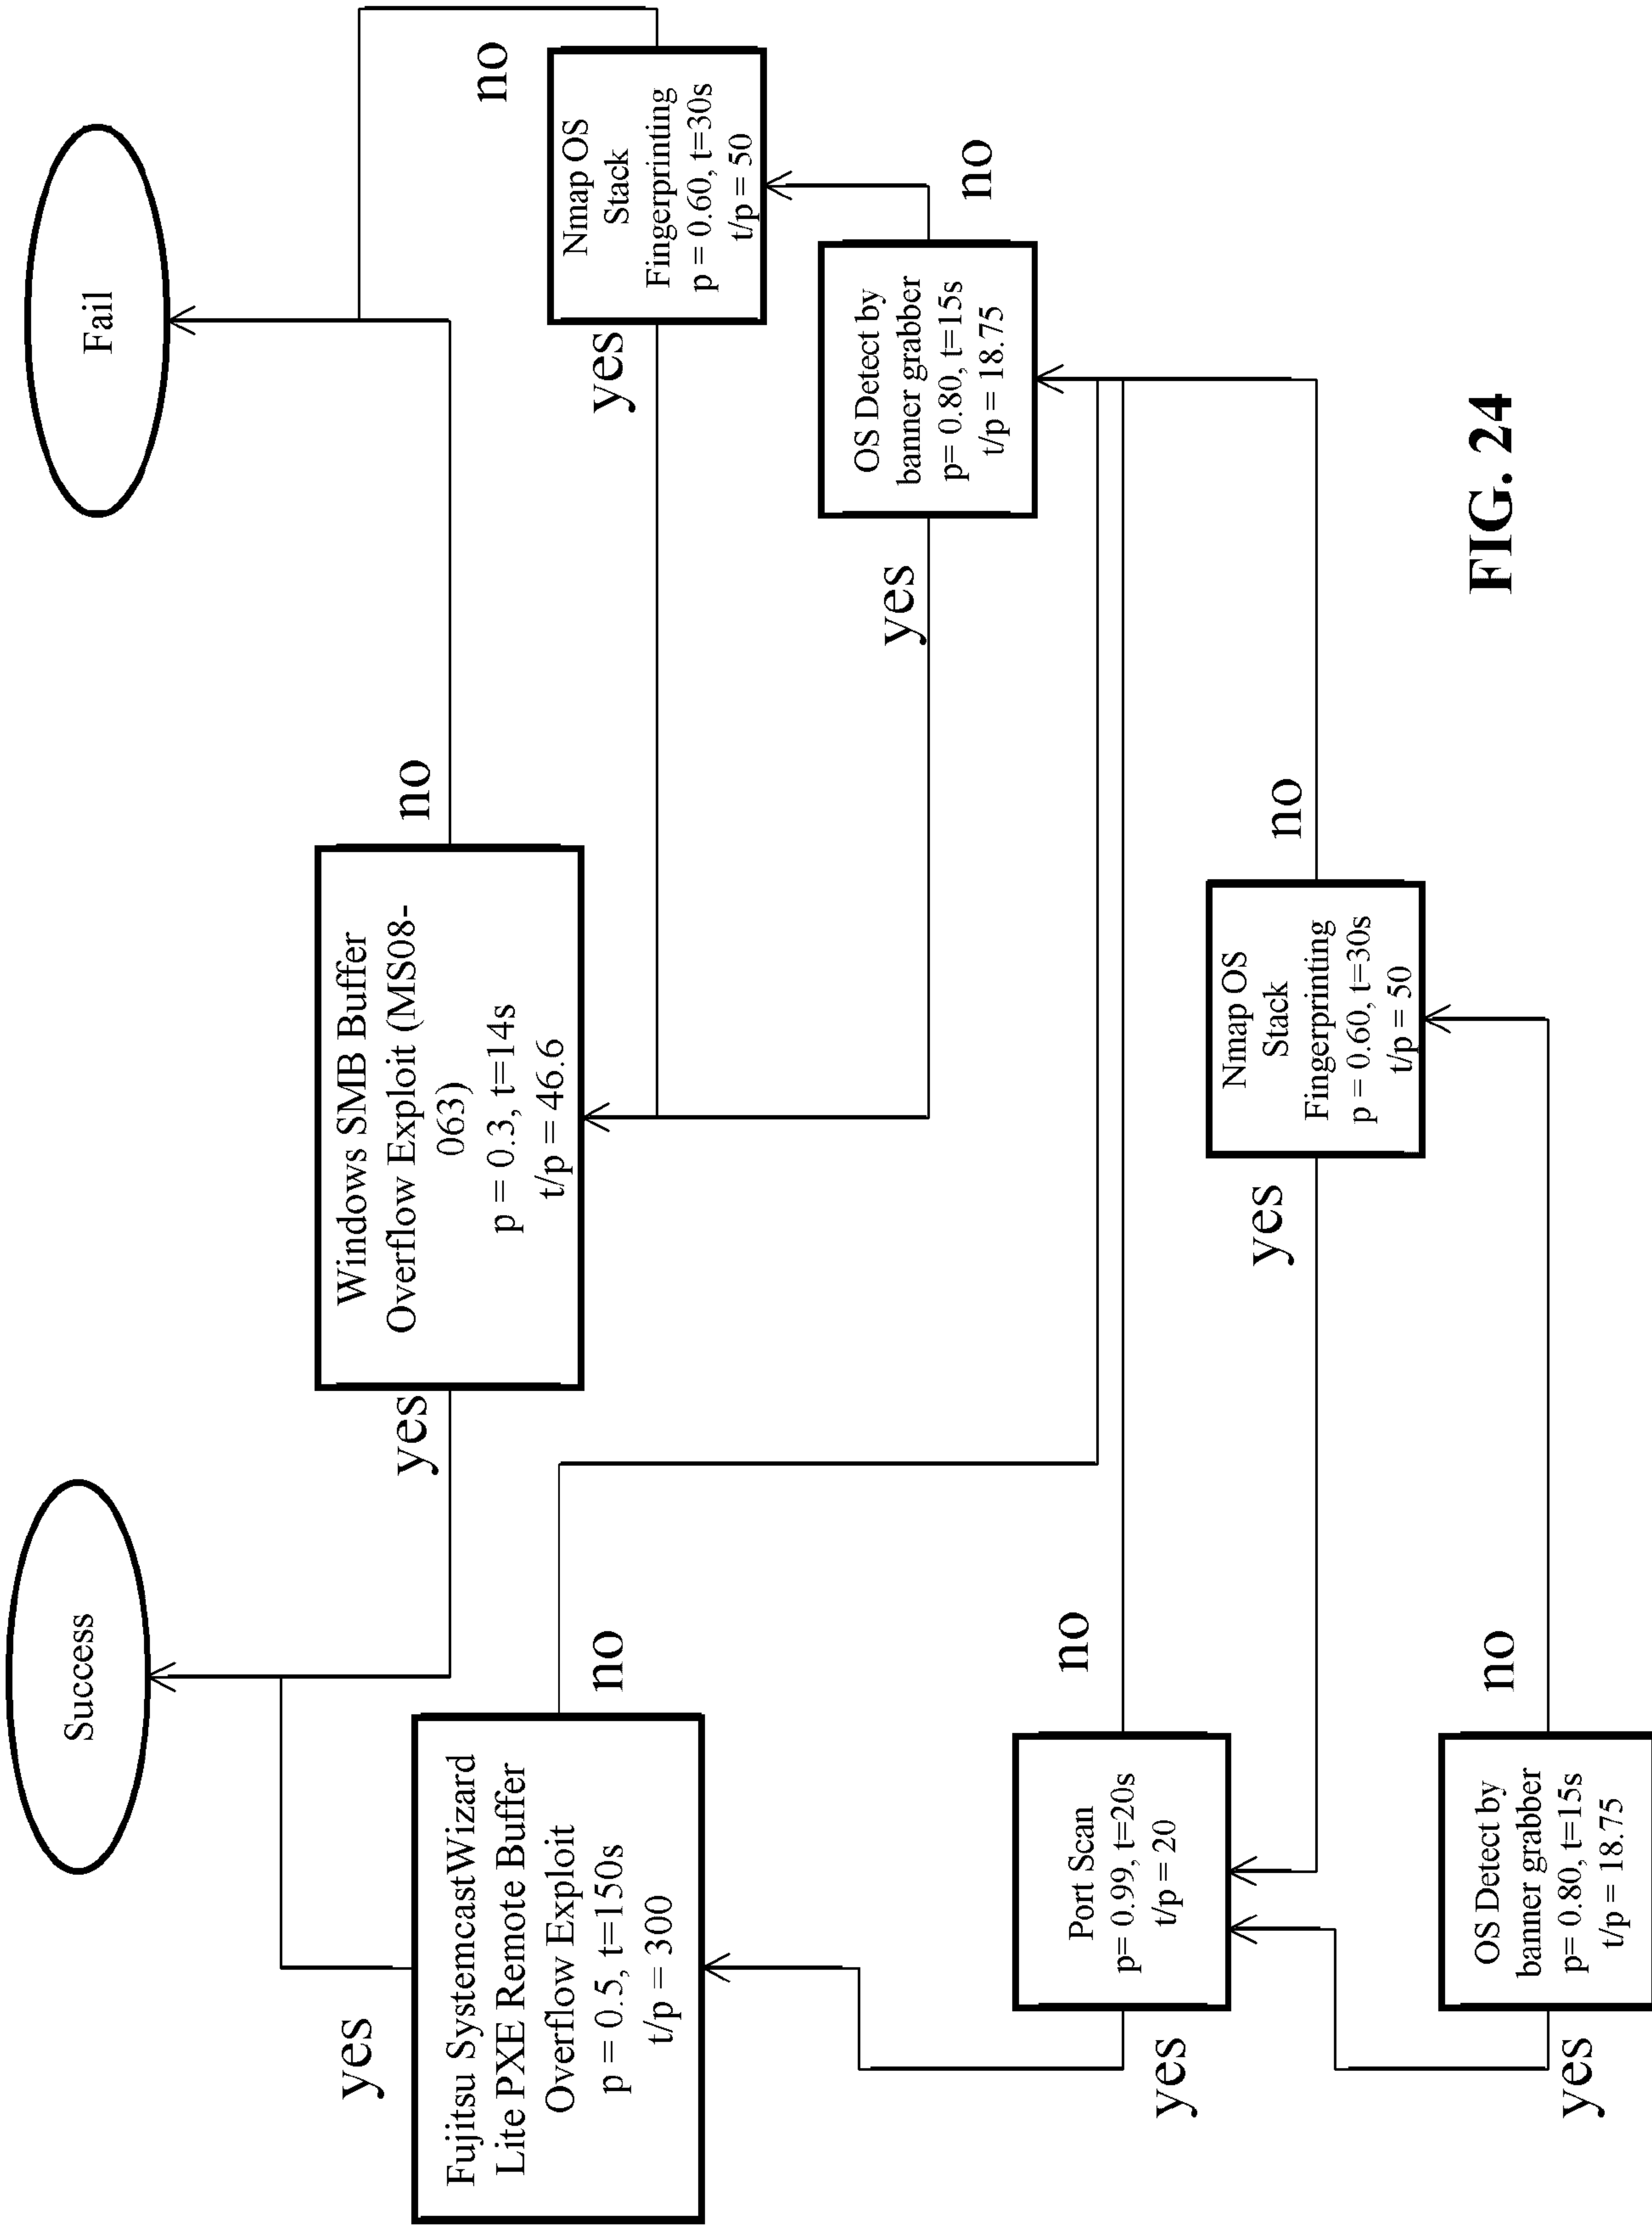 Success
Fail
yes
Fujitsu SystemcastWizard
Lite PXE Remote Buffer
Overflow Exploit
p = 0.5, t=150s
t/p = 300
no
yes
Windows SMB Buffer
Overflow Exploit (MS08-
063)
p = 0.3, t=14s
t/p = 46.6
no
yes
Nmap OS
Stack
Fingerprinting
p = 0.60, t=30s
t/p = 50
no
yes
OS Detect by
banner grabber
p= 0.80, t=15s
t/p = 18.75
no
yes
Port Scan
p= 0.99, t=20s
t/p = 20
no
yes
Nmap OS
Stack
Fingerprinting
p = 0.60, t=30s
t/p = 50
no
yes
OS Detect by
banner grabber
p= 0.80, t=15s
t/p = 18.75
no
FIG. 24